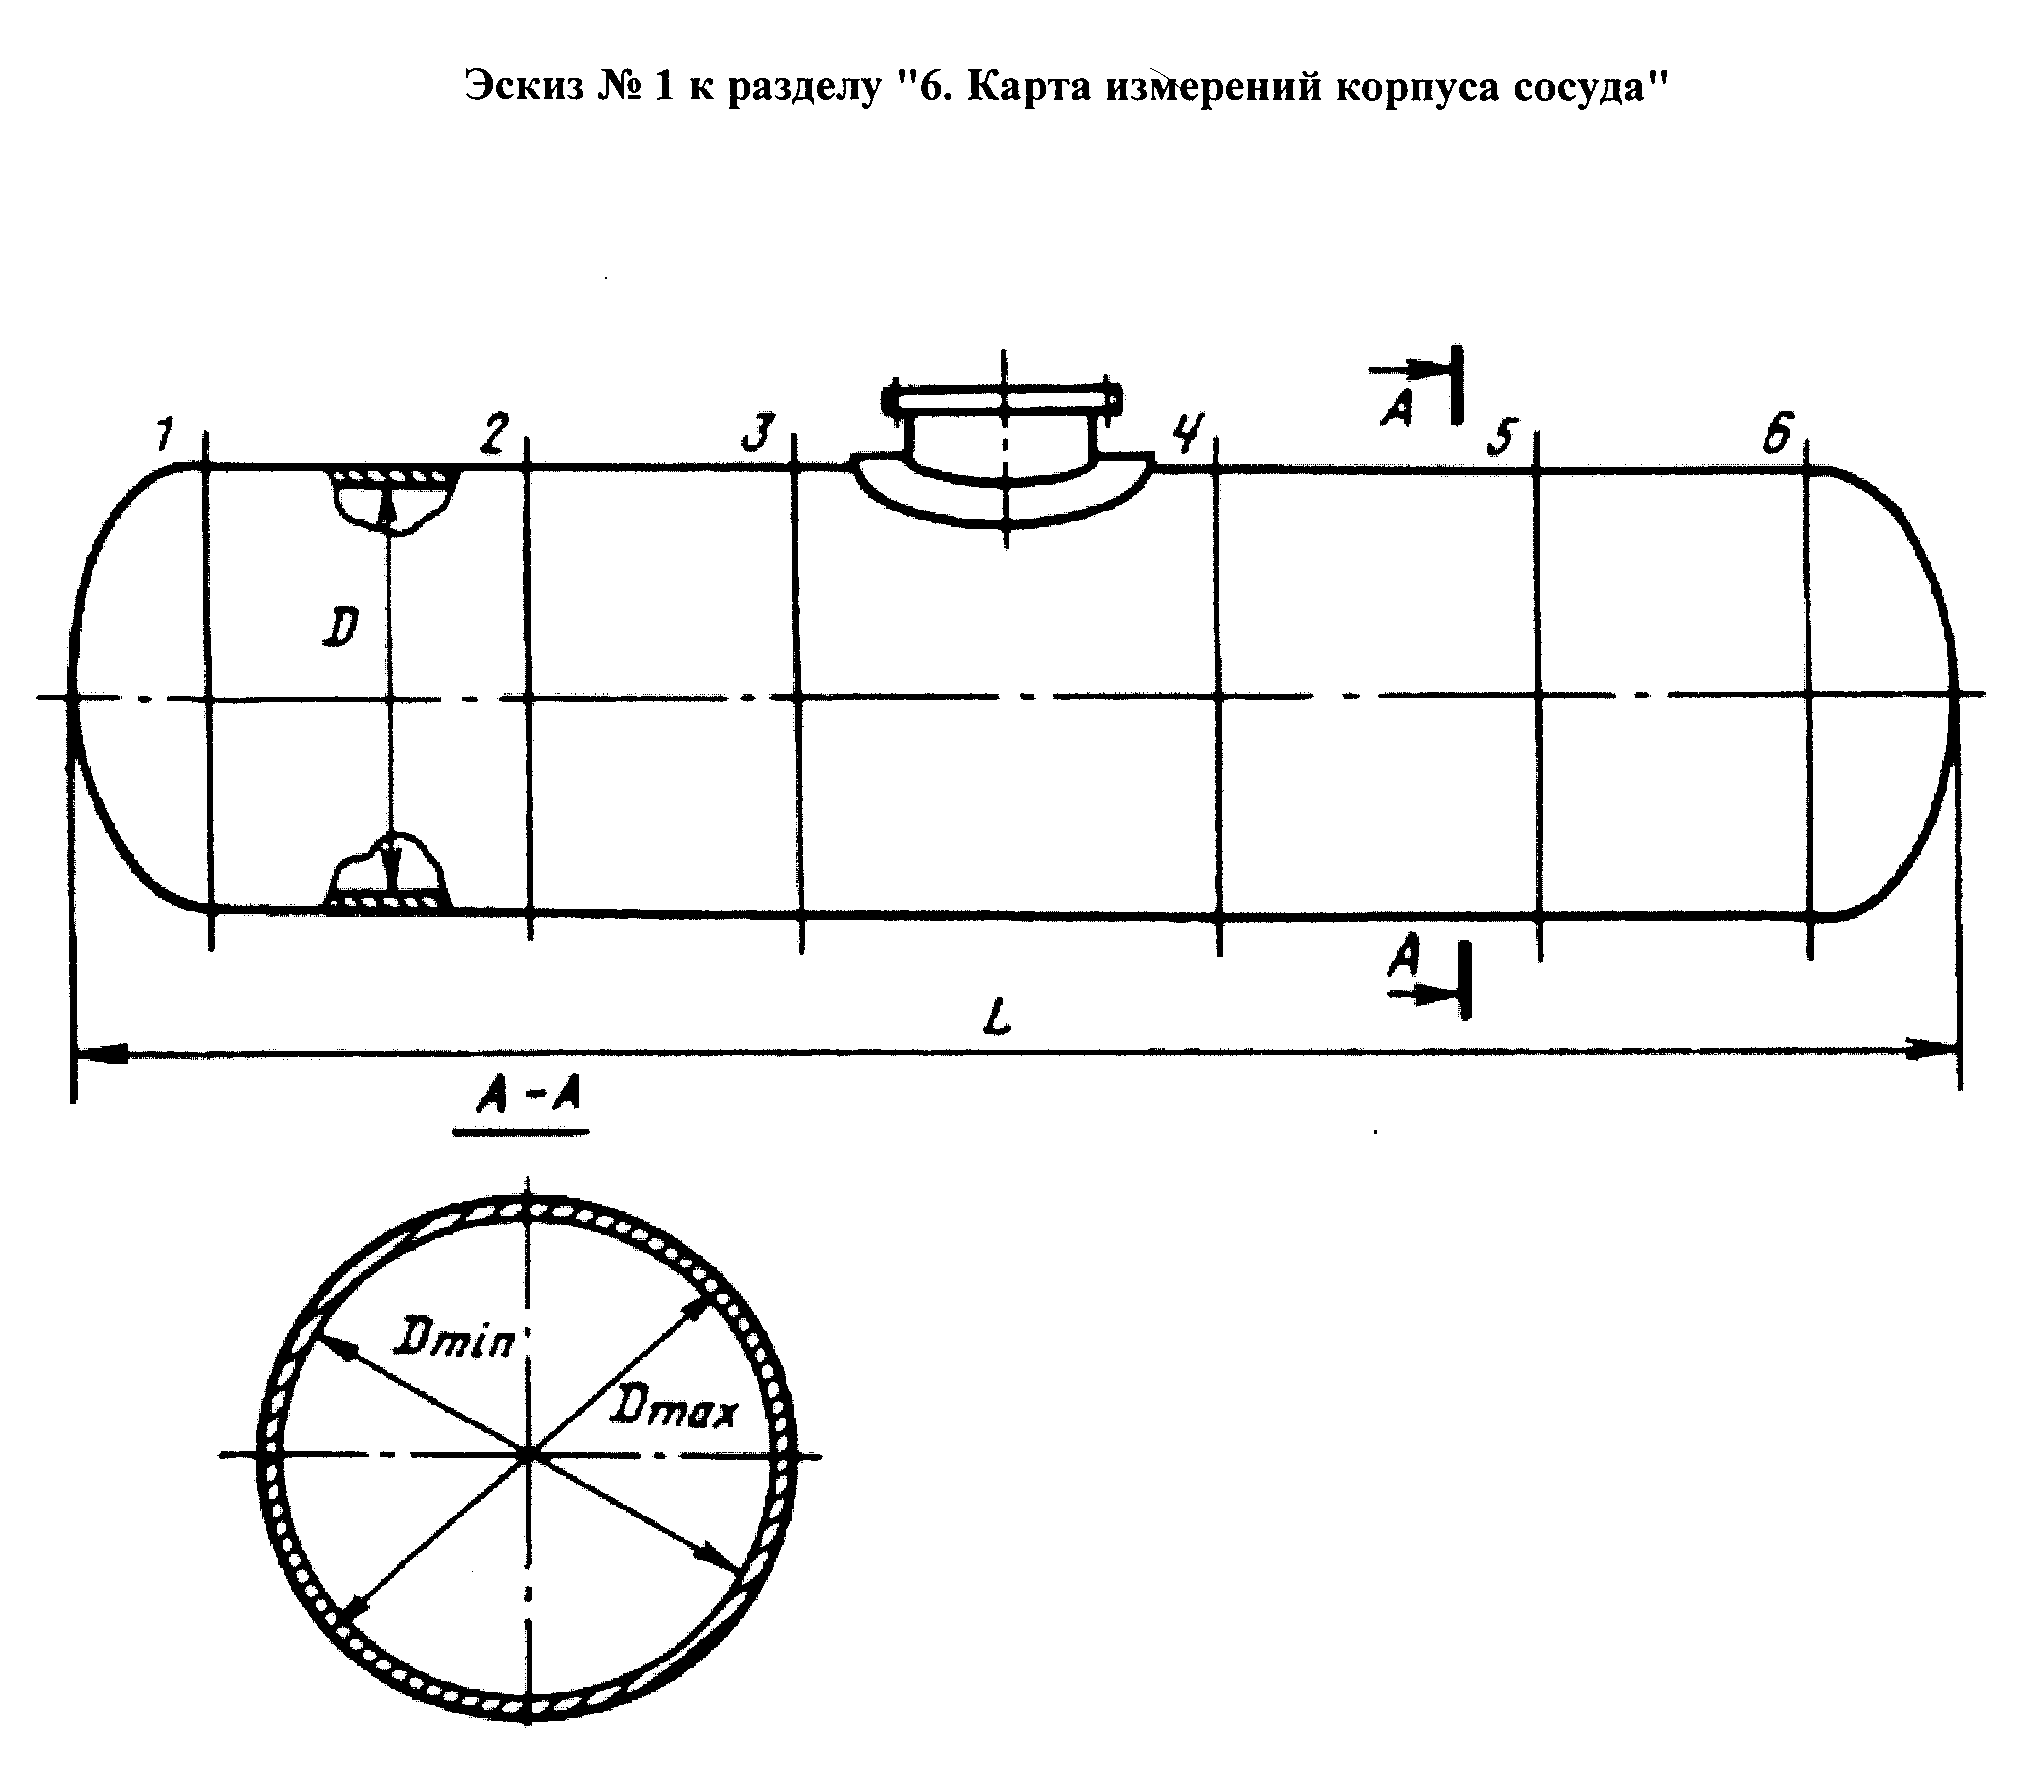 Эскиз № 1 к разделу "6. Карта измерений корпуса сосуда"
A
1 2 3 4 5 6
D
A
L
A - A
Dmin
Dmax